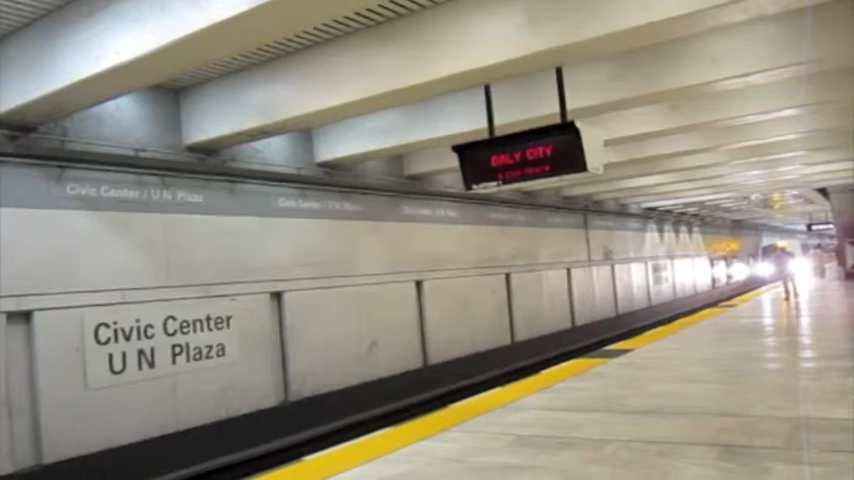 DALY CITY
Civic Center / U N Plaza
Civic Center / U N Plaza
Civic Center
U N Plaza